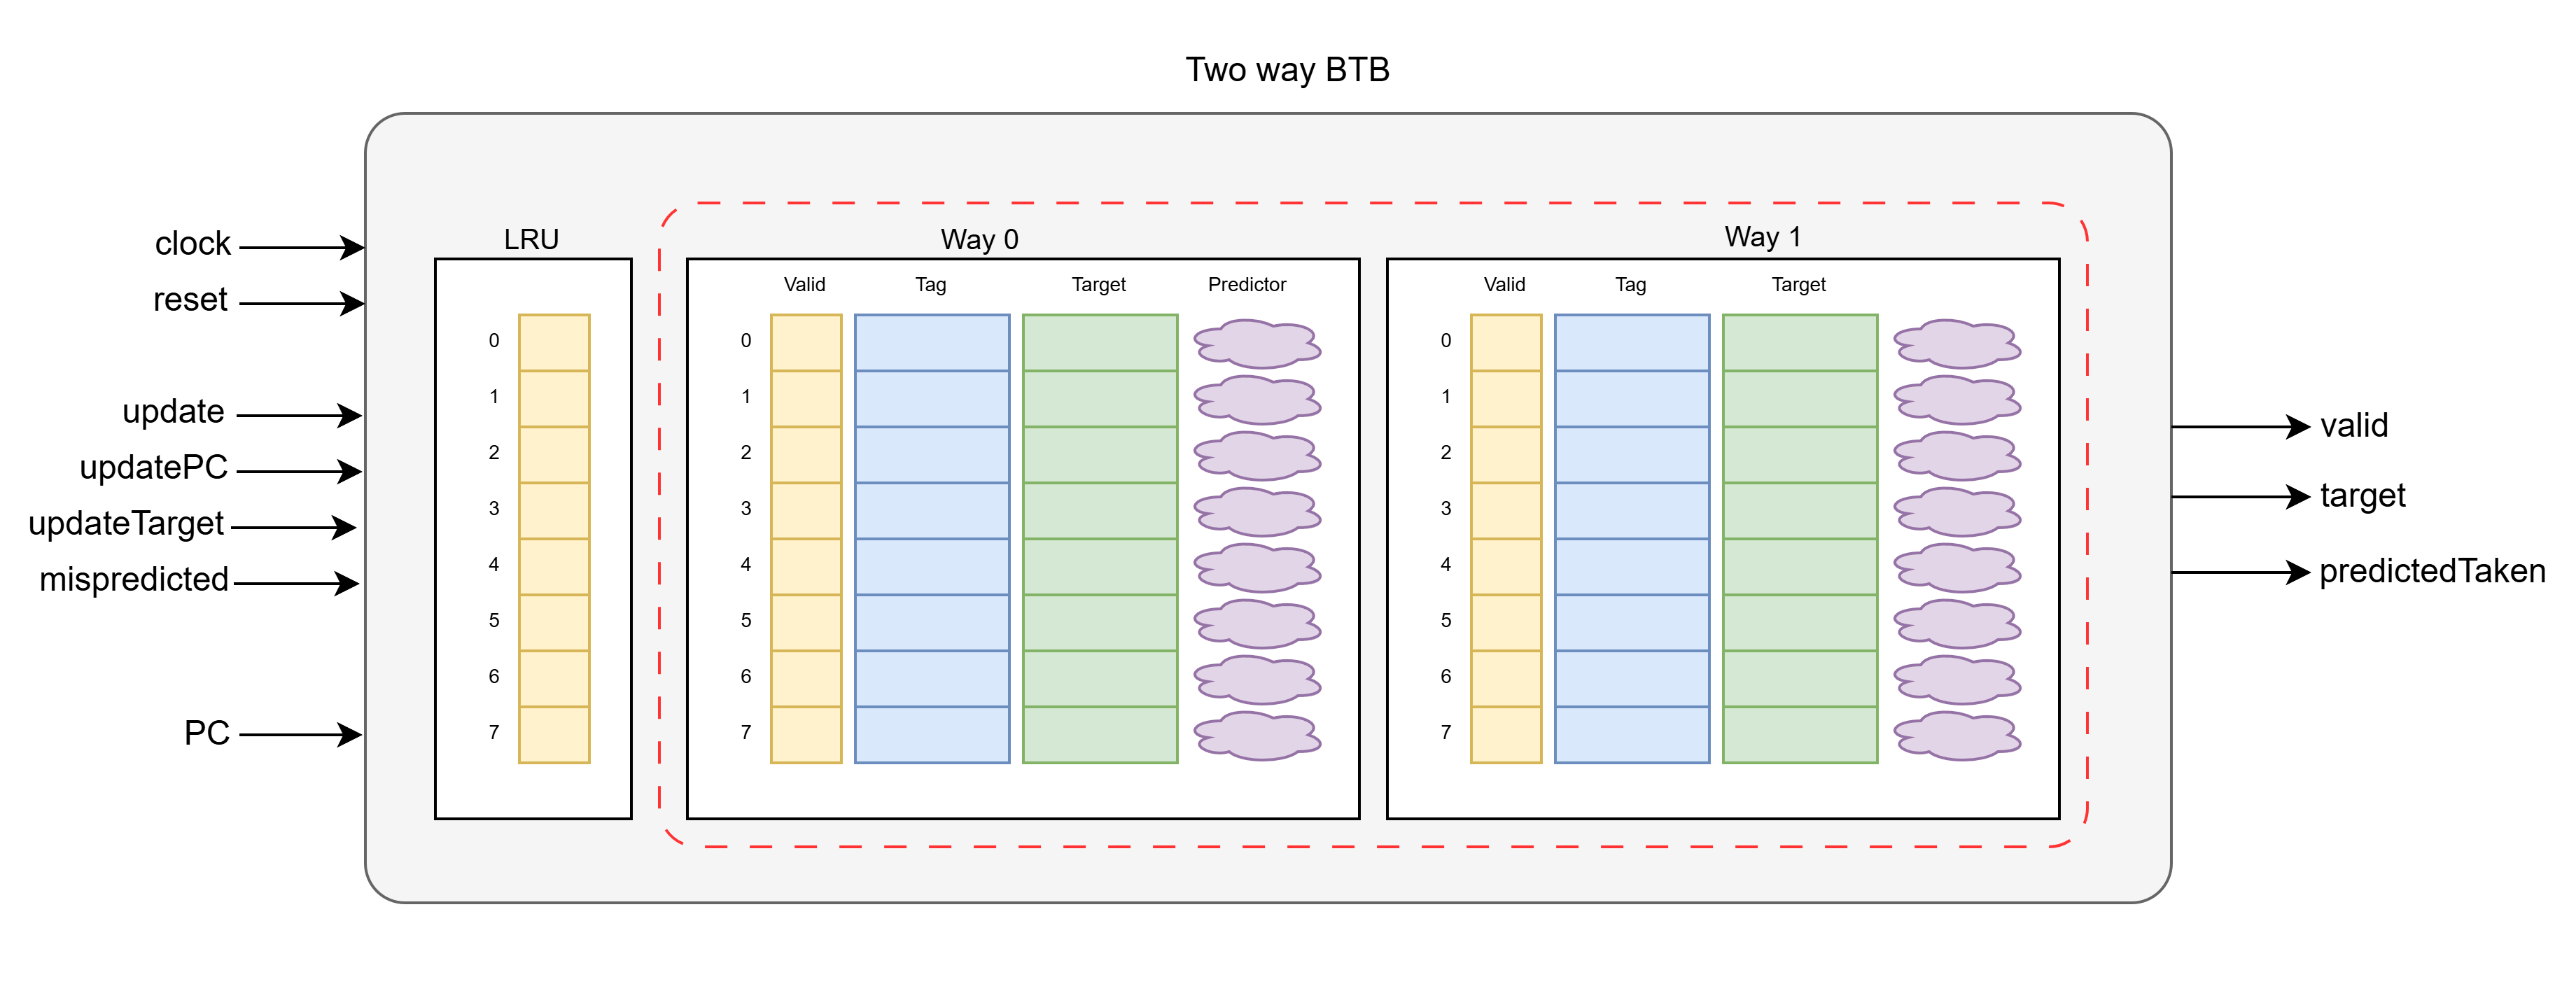 Two way BTB
clock
reset
update
updatePC
updateTarget
mispredicted
PC
LRU
0
1
2
3
4
5
6
7
Way 0
Valid Tag Target Predictor
0
1
2
3
4
5
6
7
Way 1
Valid Tag Target
0
1
2
3
4
5
6
7
valid
target
predictedTaken